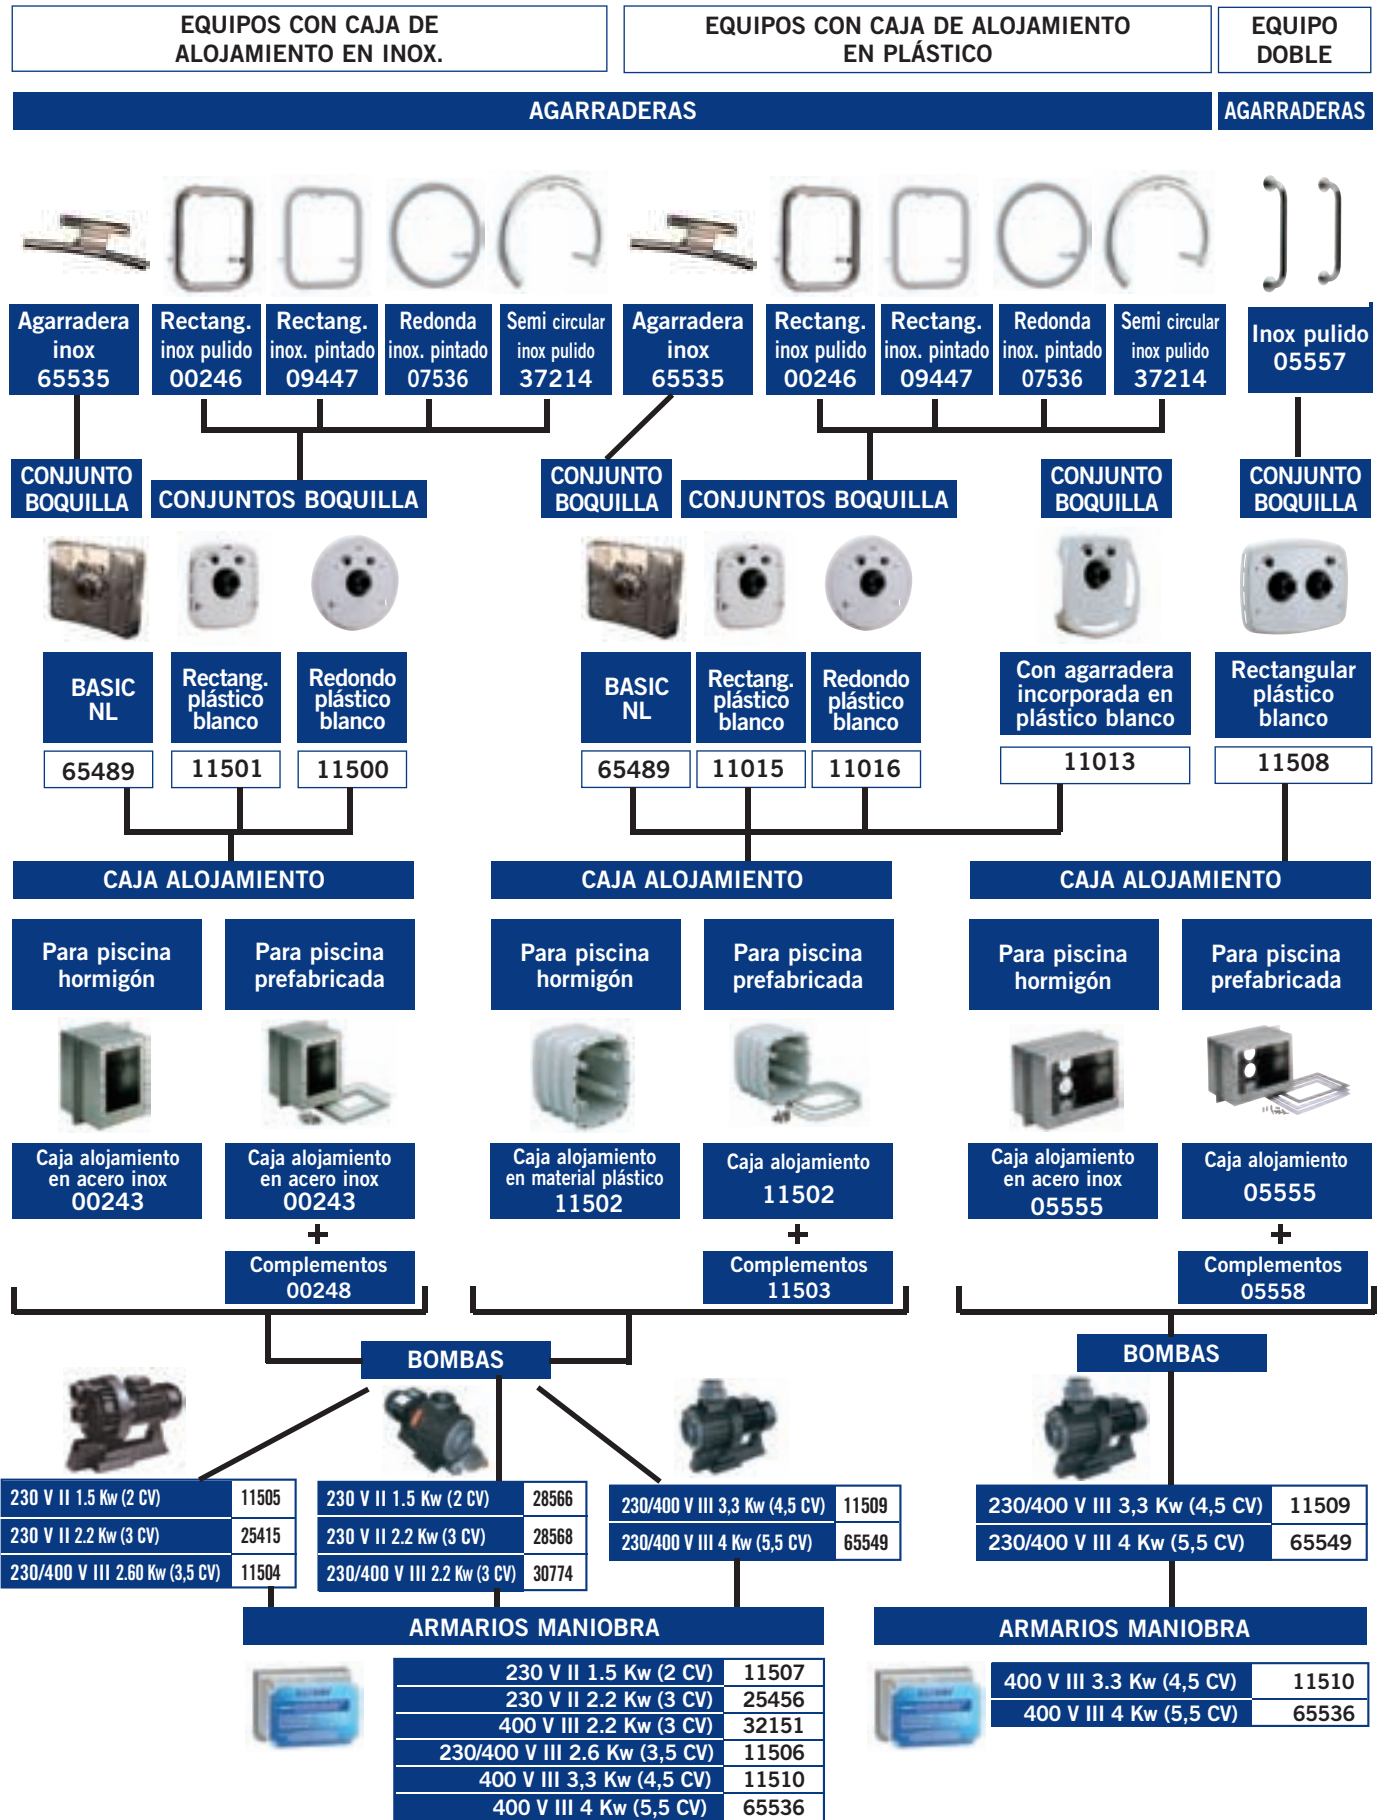 EQUIPOS CON CAJA DE
ALOJAMIENTO EN INOX.
EQUIPOS CON CAJA DE ALOJAMIENTO
EN PLÁSTICO
EQUIPO
DOBLE
AGARRADERAS
AGARRADERAS
Agarradera
inox
65535
Rectang.
inox pulido
00246
Rectang.
inox. pintado
09447
Redonda
inox. pintado
07536
Semi circular
inox pulido
37214
Agarradera
inox
65535
Rectang.
inox pulido
00246
Rectang.
inox. pintado
09447
Redonda
inox. pintado
07536
Semi circular
inox pulido
37214
Inox pulido
05557
CONJUNTO
BOQUILLA
CONJUNTOS BOQUILLA
CONJUNTO
BOQUILLA
CONJUNTOS BOQUILLA
CONJUNTO
BOQUILLA
CONJUNTO
BOQUILLA
BASIC
NL
65489
Rectang.
plástico
blanco
11501
Redondo
plástico
blanco
11500
BASIC
NL
65489
Rectang.
plástico
blanco
11015
Redondo
plástico
blanco
11016
Con agarradera
incorporada en
plástico blanco
11013
Rectangular
plástico
blanco
11508
CAJA ALOJAMIENTO
CAJA ALOJAMIENTO
CAJA ALOJAMIENTO
Para piscina
hormigón
Para piscina
prefabricada
Para piscina
hormigón
Para piscina
prefabricada
Para piscina
hormigón
Para piscina
prefabricada
Caja alojamiento
en acero inox
00243
Caja alojamiento
en acero inox
00243
+
Complementos
00248
Caja alojamiento
en material plástico
11502
Caja alojamiento
11502
+
Complementos
11503
Caja alojamiento
en acero inox
05555
Caja alojamiento
05555
+
Complementos
05558
BOMBAS
BOMBAS
230 V II 1.5 Kw (2 CV) 11505
230 V II 2.2 Kw (3 CV) 25415
230/400 V III 2.60 Kw (3,5 CV) 11504
230 V II 1.5 Kw (2 CV) 28566
230 V II 2.2 Kw (3 CV) 28568
230/400 V III 2.2 Kw (3 CV) 30774
230/400 V III 3,3 Kw (4,5 CV) 11509
230/400 V III 4 Kw (5,5 CV) 65549
230/400 V III 3,3 Kw (4,5 CV) 11509
230/400 V III 4 Kw (5,5 CV) 65549
ARMARIOS MANIOBRA
230 V II 1.5 Kw (2 CV) 11507
230 V II 2.2 Kw (3 CV) 25456
400 V III 2.2 Kw (3 CV) 32151
230/400 V III 2.6 Kw (3,5 CV) 11506
400 V III 3,3 Kw (4,5 CV) 11510
400 V III 4 Kw (5,5 CV) 65536
ARMARIOS MANIOBRA
400 V III 3.3 Kw (4,5 CV) 11510
400 V III 4 Kw (5,5 CV) 65536